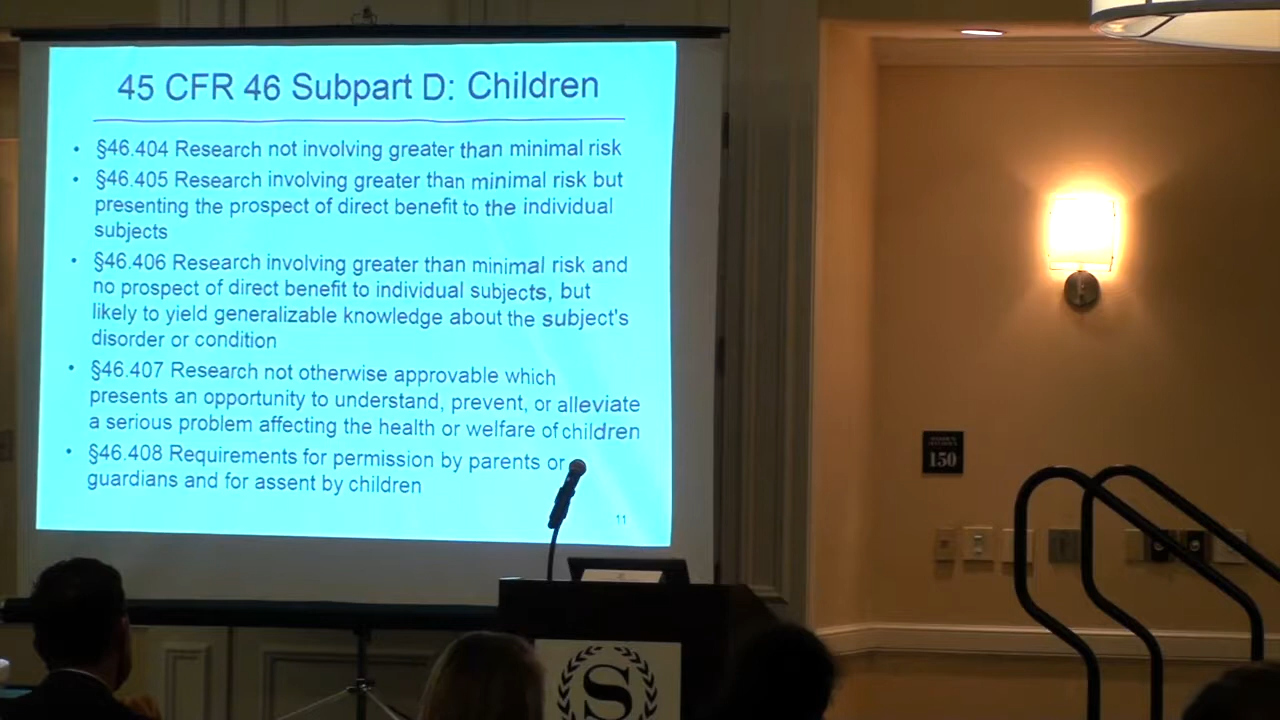 45 CFR 46 Subpart D: Children
• §46.404 Research not involving greater than minimal risk
• §46.405 Research involving greater than minimal risk but
presenting the prospect of direct benefit to the individual
subjects
• §46.406 Research involving greater than minimal risk and
no prospect of direct benefit to individual subjects, but
likely to yield generalizable knowledge about the subject's
disorder or condition
• §46.407 Research not otherwise approvable which
presents an opportunity to understand, prevent, or alleviate
a serious problem affecting the health or welfare of children
• §46.408 Requirements for permission by parents or
guardians and for assent by children
11
150
S